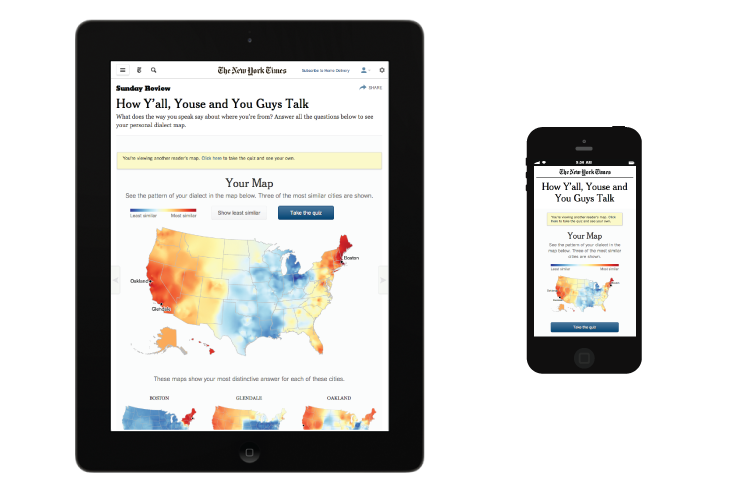 The New York Times
Subscribe to Home Delivery
Sunday Review
SHARE
How Y'all, Youse and You Guys Talk
What does the way you speak say about where you're from? Answer all the questions below to see
your personal dialect map.
You're viewing another reader's map. Click here to take the quiz and see your own.
Your Map
See the pattern of your dialect in the map below. Three of the most similar cities are shown.
Least similar
Most similar
Show least similar
Take the quiz
Boston
Oakland
Glendale
These maps show your most distinctive answer for each of these cities.
BOSTON
GLENDALE
OAKLAND
The New York Times
How Y'all, Youse and
You Guys Talk
You're viewing another reader's map. Click
here to take the quiz and see your own.
Your Map
See the pattern of your dialect in the
map below. Three of the most similar
cities are shown.
Least similar
Most similar
Take the quiz